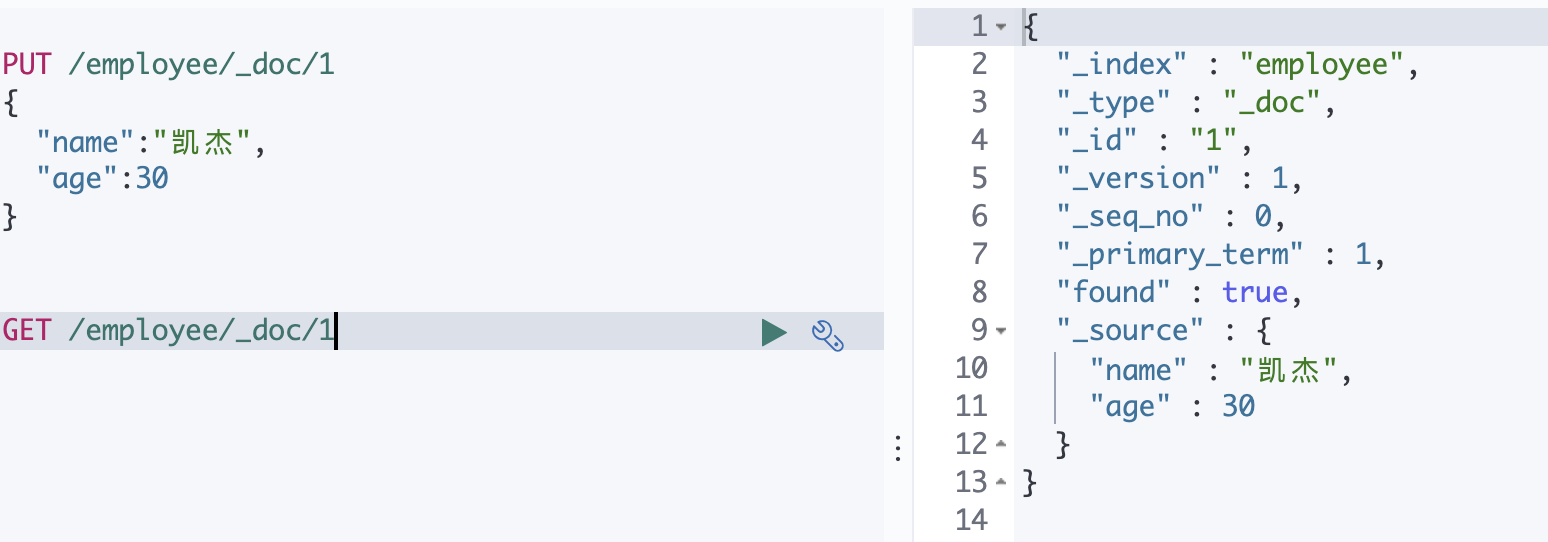 PUT /employee/_doc/1
{
  "name":"凯杰",
  "age":30
}
GET /employee/_doc/1
1 {
2   "_index" : "employee",
3   "_type" : "_doc",
4   "_id" : "1",
5   "_version" : 1,
6   "_seq_no" : 0,
7   "_primary_term" : 1,
8   "found" : true,
9   "_source" : {
10     "name" : "凯杰",
11     "age" : 30
12   }
13 }
14